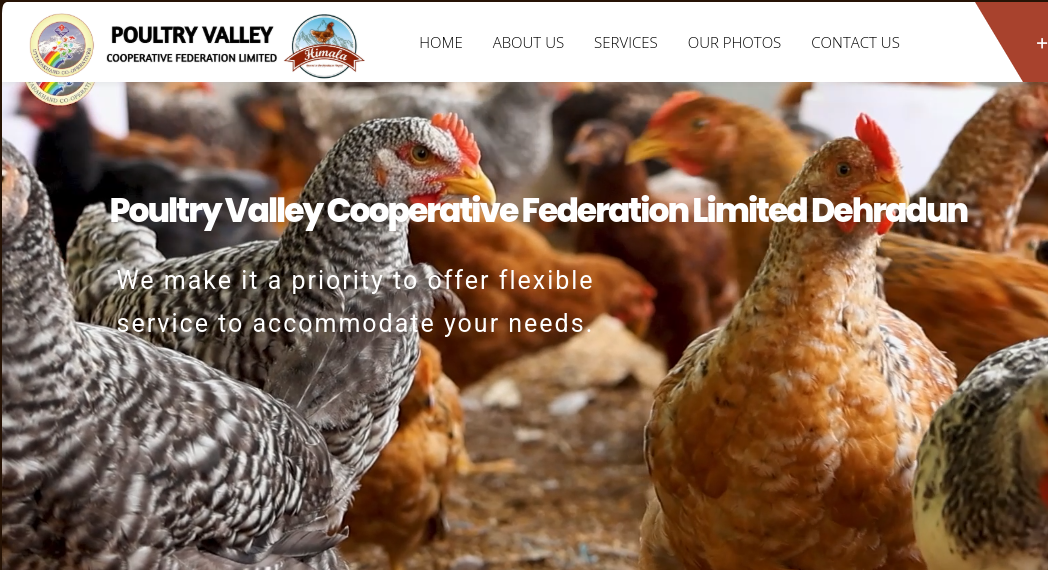 POULTRY VALLEY
COOPERATIVE FEDERATION LIMITED
Himala
HOME ABOUT US SERVICES OUR PHOTOS CONTACT US
+
Poultry Valley Cooperative Federation Limited Dehradun
We make it a priority to offer flexible
service to accommodate your needs.